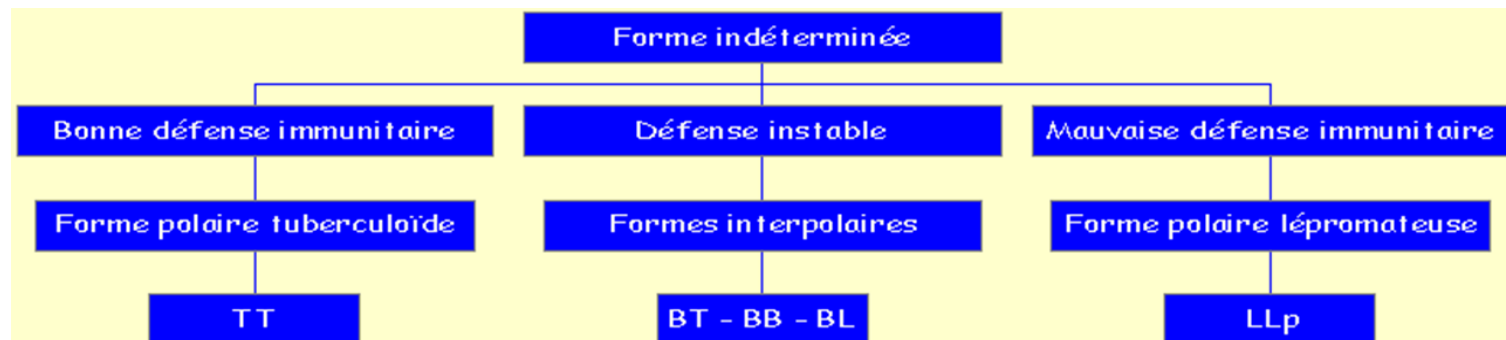 Forme indéterminée
Bonne défense immunitaire
Défense instable
Mauvaise défense immunitaire
Forme polaire tuberculoïde
Formes interpolaires
Forme polaire lépromateuse
TT
BT - BB - BL
LLp